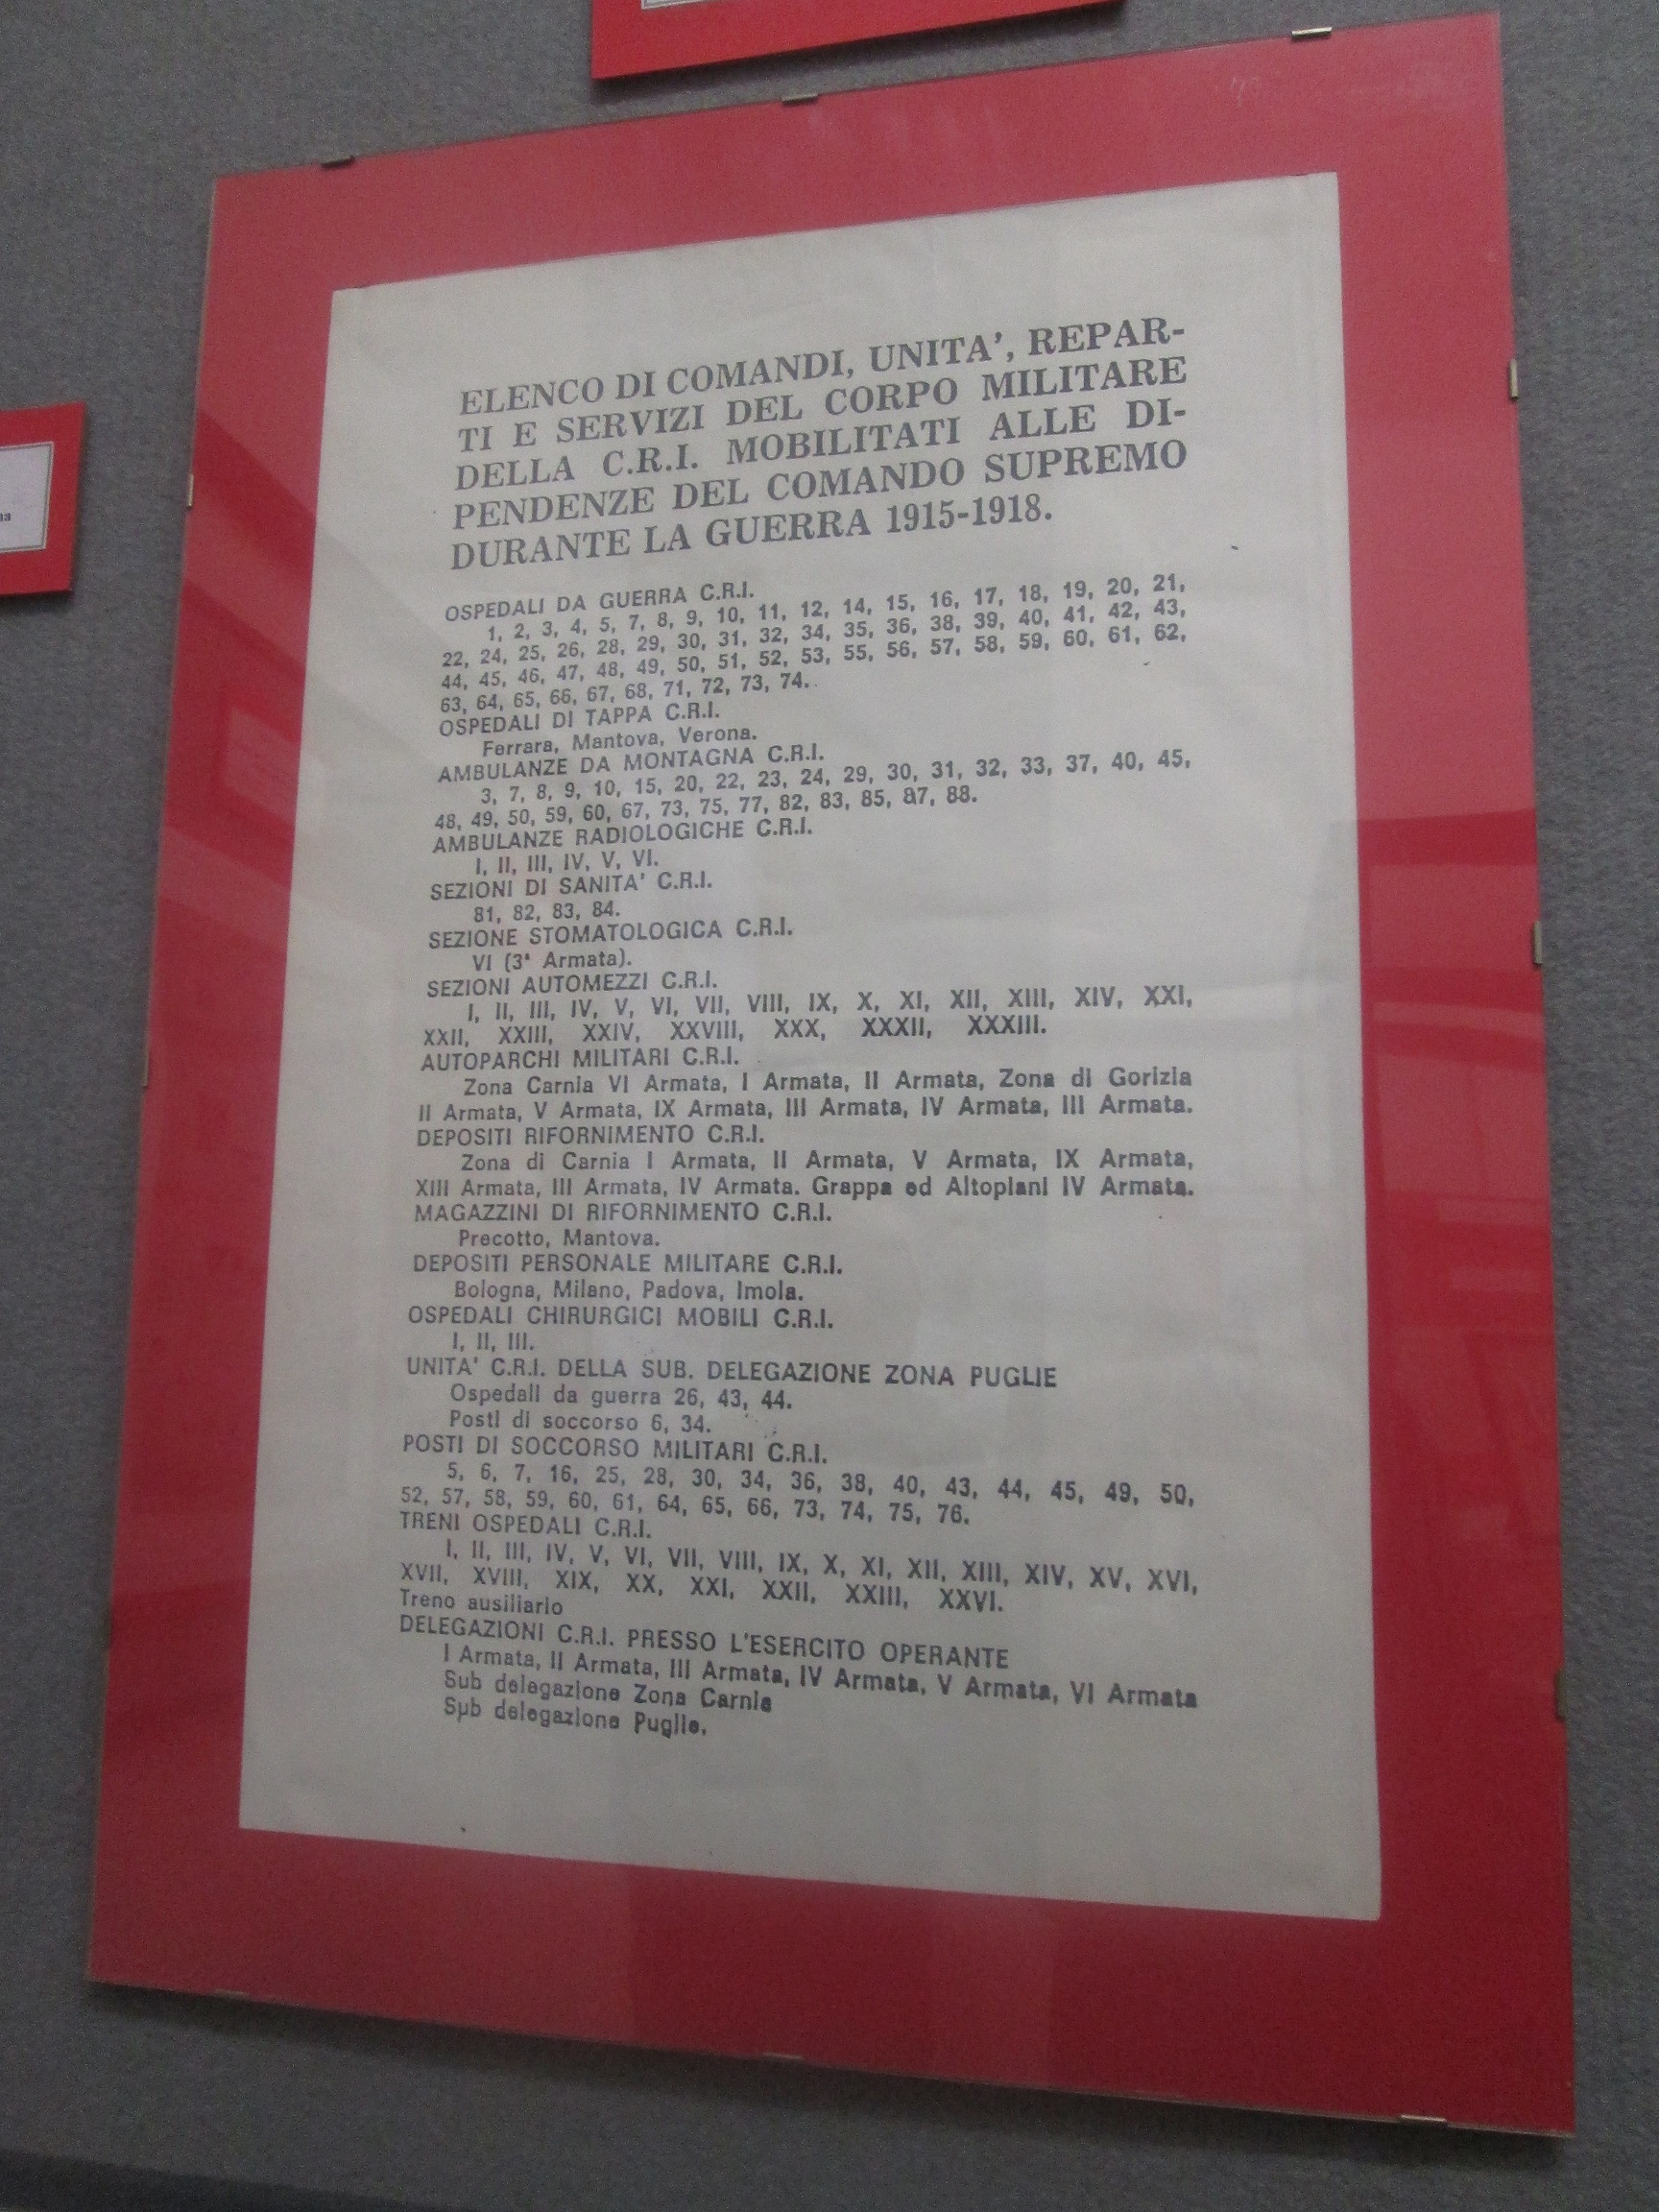 na
ELENCO DI COMANDI, UNITA', REPAR-
TI E SERVIZI DEL CORPO MILITARE
DELLA C.R.I. MOBILITATI ALLE DI-
PENDENZE DEL COMANDO SUPREMO
DURANTE LA GUERRA 1915-1918.
OSPEDALI DA GUERRA C.R.I.
1, 2, 3, 4, 5, 7, 8, 9, 10, 11, 12, 14, 15, 16, 17, 18, 19, 20, 21,
22, 24, 25, 26, 28, 29, 30, 31, 32, 34, 35, 36, 38, 39, 40, 41, 42, 43,
44, 45, 46, 47, 48, 49, 50, 51, 52, 53, 55, 56, 57, 58, 59, 60, 61, 62,
63, 64, 65, 66, 67, 68, 71, 72, 73, 74.
OSPEDALI DI TAPPA C.R.I.
Ferrara, Mantova, Verona.
AMBULANZE DA MONTAGNA C.R.I.
3, 7, 8, 9, 10, 15, 20, 22, 23, 24, 29, 30, 31, 32, 33, 37, 40, 45,
48, 49, 50, 59, 60, 67, 73, 75, 77, 82, 83, 85, 87, 88.
AMBULANZE RADIOLOGICHE C.R.I.
I, II, III, IV, V, VI.
SEZIONI DI SANITA' C.R.I.
81, 82, 83, 84.
SEZIONE STOMATOLOGICA C.R.I.
VI (3ª Armata).
SEZIONI AUTOMEZZI C.R.I.
I, II, III, IV, V, VI, VII, VIII, IX, X, XI, XII, XIII, XIV, XXI,
XXII, XXIII, XXIV, XXVIII, XXX, XXXII, XXXIII.
AUTOPARCHI MILITARI C.R.I.
Zona Carnia VI Armata, I Armata, II Armata, Zona di Gorizia
II Armata, V Armata, IX Armata, III Armata, IV Armata, III Armata.
DEPOSITI RIFORNIMENTO C.R.I.
Zona di Carnia I Armata, II Armata, V Armata, IX Armata,
XIII Armata, III Armata, IV Armata. Grappa ed Altopiani IV Armata.
MAGAZZINI DI RIFORNIMENTO C.R.I.
Precotto, Mantova.
DEPOSITI PERSONALE MILITARE C.R.I.
Bologna, Milano, Padova, Imola.
OSPEDALI CHIRURGICI MOBILI C.R.I.
I, II, III.
UNITA' C.R.I. DELLA SUB. DELEGAZIONE ZONA PUGLIE
Ospedali da guerra 26, 43, 44.
Posti di soccorso 6, 34.
POSTI DI SOCCORSO MILITARI C.R.I.
5, 6, 7, 16, 25, 28, 30, 34, 36, 38, 40, 43, 44, 45, 49, 50,
52, 57, 58, 59, 60, 61, 64, 65, 66, 73, 74, 75, 76.
TRENI OSPEDALI C.R.I.
I, II, III, IV, V, VI, VII, VIII, IX, X, XI, XII, XIII, XIV, XV, XVI,
XVII, XVIII, XIX, XX, XXI, XXII, XXIII, XXVI.
Treno ausiliario
DELEGAZIONI C.R.I. PRESSO L'ESERCITO OPERANTE
I Armata, II Armata, III Armata, IV Armata, V Armata, VI Armata
Sub delegazione Zona Carnia
Sub delegazione Puglie.